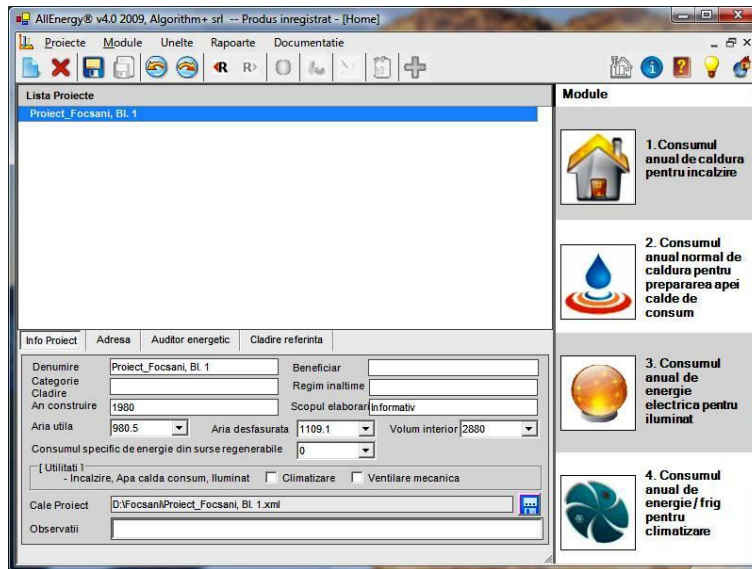 AllEnergy® v4.0 2009, Algorithm+ srl -- Produs inregistrat - [Home]
Proiecte Module Unelte Rapoarte Documentatie
R R
Lista Proiecte
Proiect_Focsani, Bl. 1
Info Proiect Adresa Auditor energetic Cladire referinta
Denumire Proiect_Focsani, Bl. 1 Beneficiar
Categorie
Cladire
Regim inaltime
An construire 1980 Scopul elaborari Informativ
Aria utila 980.5 Aria desfasurata 1109.1 Volum interior 2880
Consumul specific de energie din surse regenerabile 0
[ Utilitati ]
- Incalzire, Apa calda consum, Iluminat Climatizare Ventilare mecanica
Cale Proiect D:\Focsani\Proiect_Focsani, Bl. 1.xml
Observatii
Module
1.Consumul
anual de caldura
pentru incalzire
2. Consumul
anual normal de
caldura pentru
prepararea apei
calde de
consum
3. Consumul
anual de
energie
electrica pentru
iluminat
4. Consumul
anual de
energie / frig
pentru
climatizare